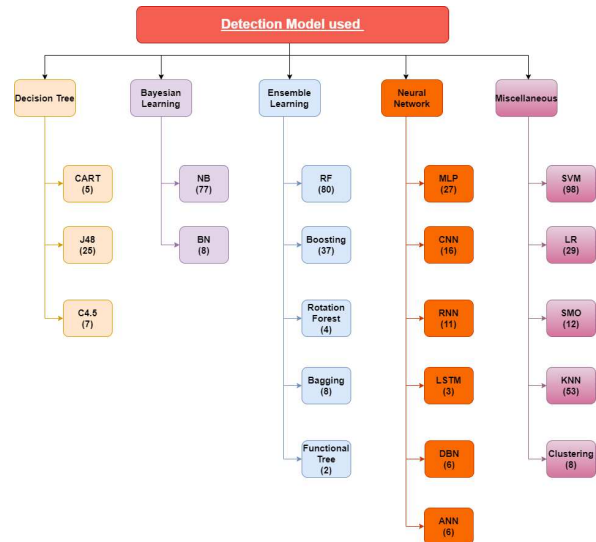 Detection Model used
Decision Tree
Bayesian
Learning
Ensemble
Learning
Neural
Network
Miscellaneous
CART
(5)
NB
(77)
RF
(80)
MLP
(27)
SVM
(98)
J48
(25)
BN
(8)
Boosting
(37)
CNN
(16)
LR
(29)
C4.5
(7)
Rotation
Forest
(4)
RNN
(11)
SMO
(12)
Bagging
(8)
LSTM
(3)
KNN
(53)
Functional
Tree
(2)
DBN
(6)
Clustering
(8)
ANN
(6)